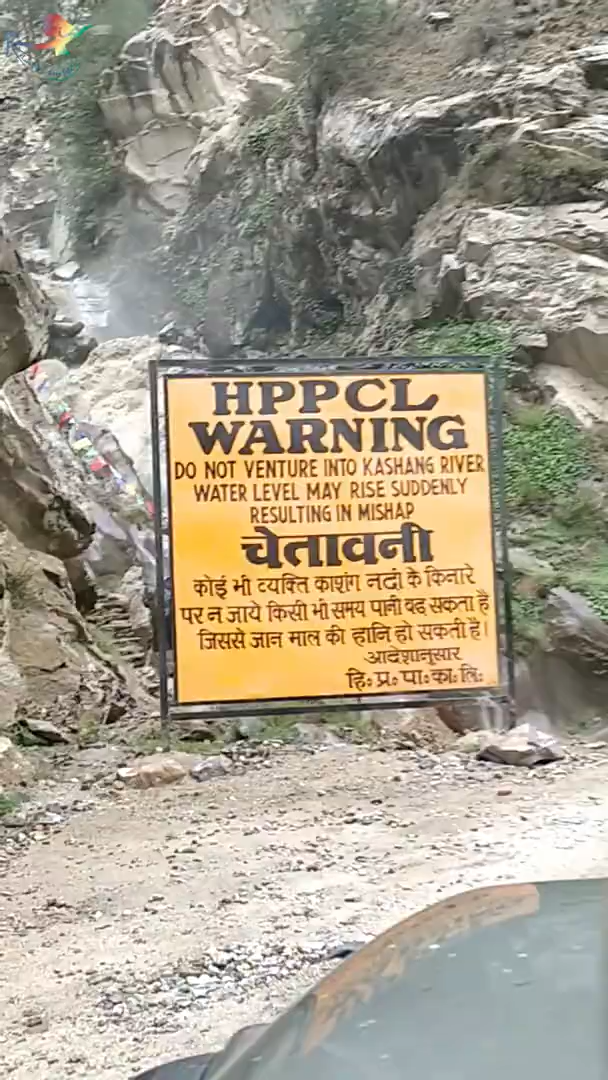 HPPCL
WARNING
DO NOT VENTURE INTO KASHANG RIVER
WATER LEVEL MAY RISE SUDDENLY
RESULTING IN MISHAP
चेतावनी
कोई भी व्यक्ति काशंग नदी के किनारे
पर न जाये किसी भी समय पानी बढ सकता है
जिससे जान माल की हानि हो सकती है।
आदेशानुसार
हि॰ प्र॰ पा॰ का॰ लि॰